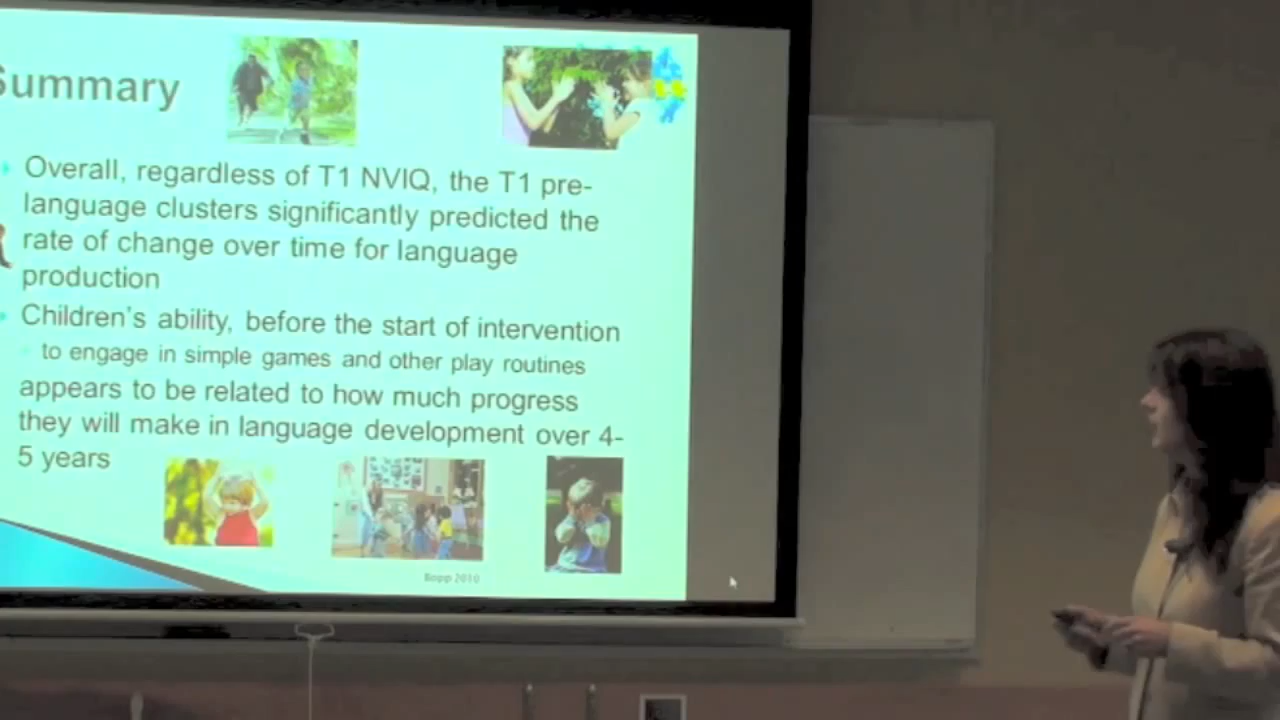 Summary
Overall, regardless of T1 NVIQ, the T1 pre-
language clusters significantly predicted the
rate of change over time for language
production
Children's ability, before the start of intervention
to engage in simple games and other play routines
appears to be related to how much progress
they will make in language development over 4-
5 years
Bopp 2010